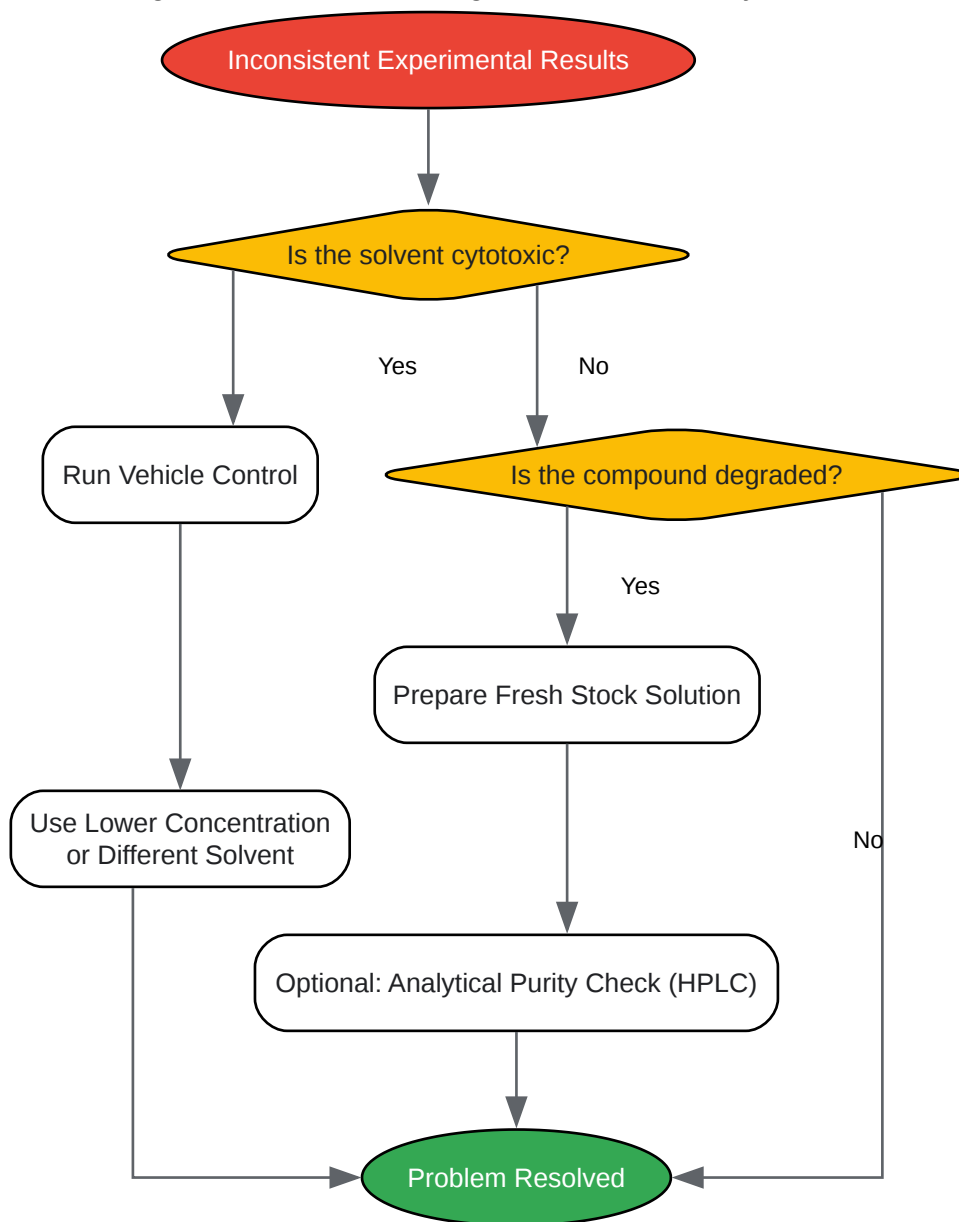 Inconsistent Experimental Results
Is the solvent cytotoxic?
Yes
No
Run Vehicle Control
Is the compound degraded?
Yes
Prepare Fresh Stock Solution
Use Lower Concentration
or Different Solvent
No
Optional: Analytical Purity Check (HPLC)
Problem Resolved